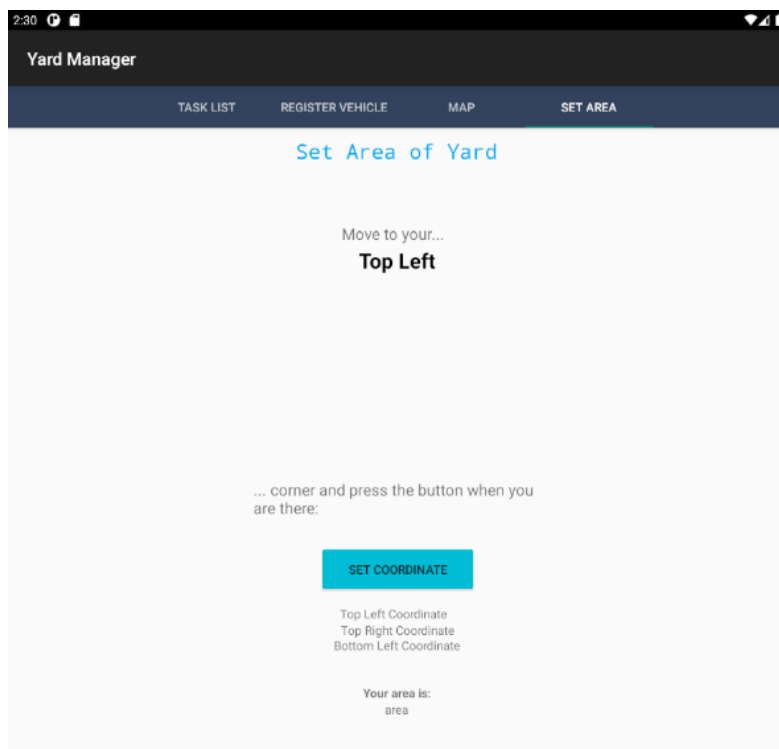 2:30
Yard Manager
TASK LIST REGISTER VEHICLE MAP SET AREA
Set Area of Yard
Move to your...
Top Left
... corner and press the button when you
are there:
SET COORDINATE
Top Left Coordinate
Top Right Coordinate
Bottom Left Coordinate
Your area is:
area